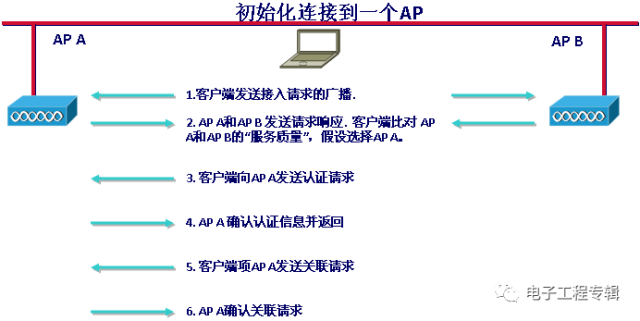 初始化连接到一个AP
AP A
AP B
1.客户端发送接入请求的广播.
2. AP A和AP B 发送请求响应. 客户端比对 AP
A和AP B的“服务质量”，假设选择AP A。
3. 客户端向AP A发送认证请求
4. AP A 确认认证信息并返回
5. 客户端项AP A发送关联请求
6. AP A确认关联请求
电子工程专辑